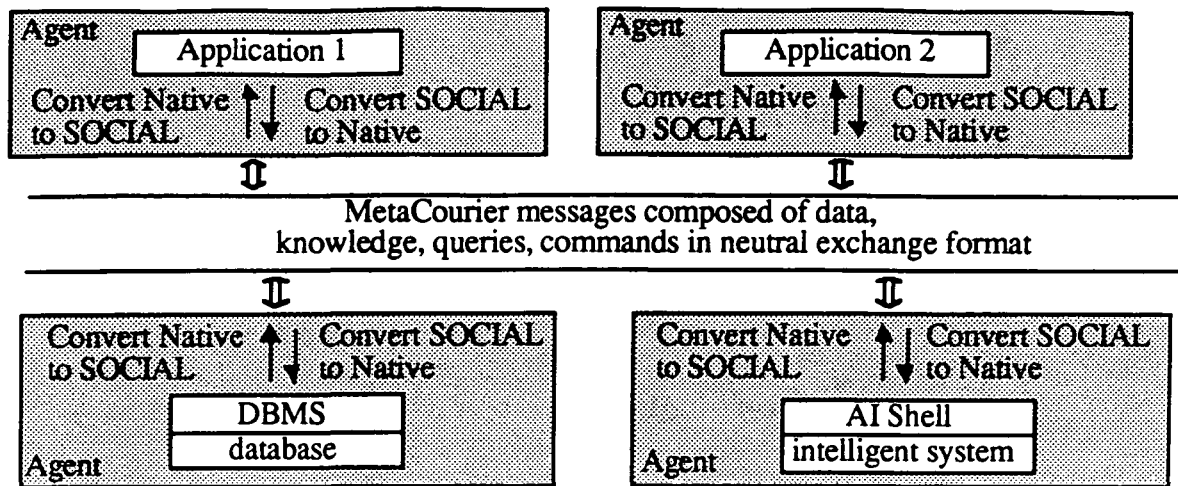 Agent
Application 1
Convert Native
to SOCIAL
Convert SOCIAL
to Native
Agent
Application 2
Convert Native
to SOCIAL
Convert SOCIAL
to Native
MetaCourier messages composed of data,
knowledge, queries, commands in neutral exchange format
Convert Native
to SOCIAL
Convert SOCIAL
to Native
DBMS
database
Agent
Convert Native
to SOCIAL
Convert SOCIAL
to Native
AI Shell
intelligent system
Agent